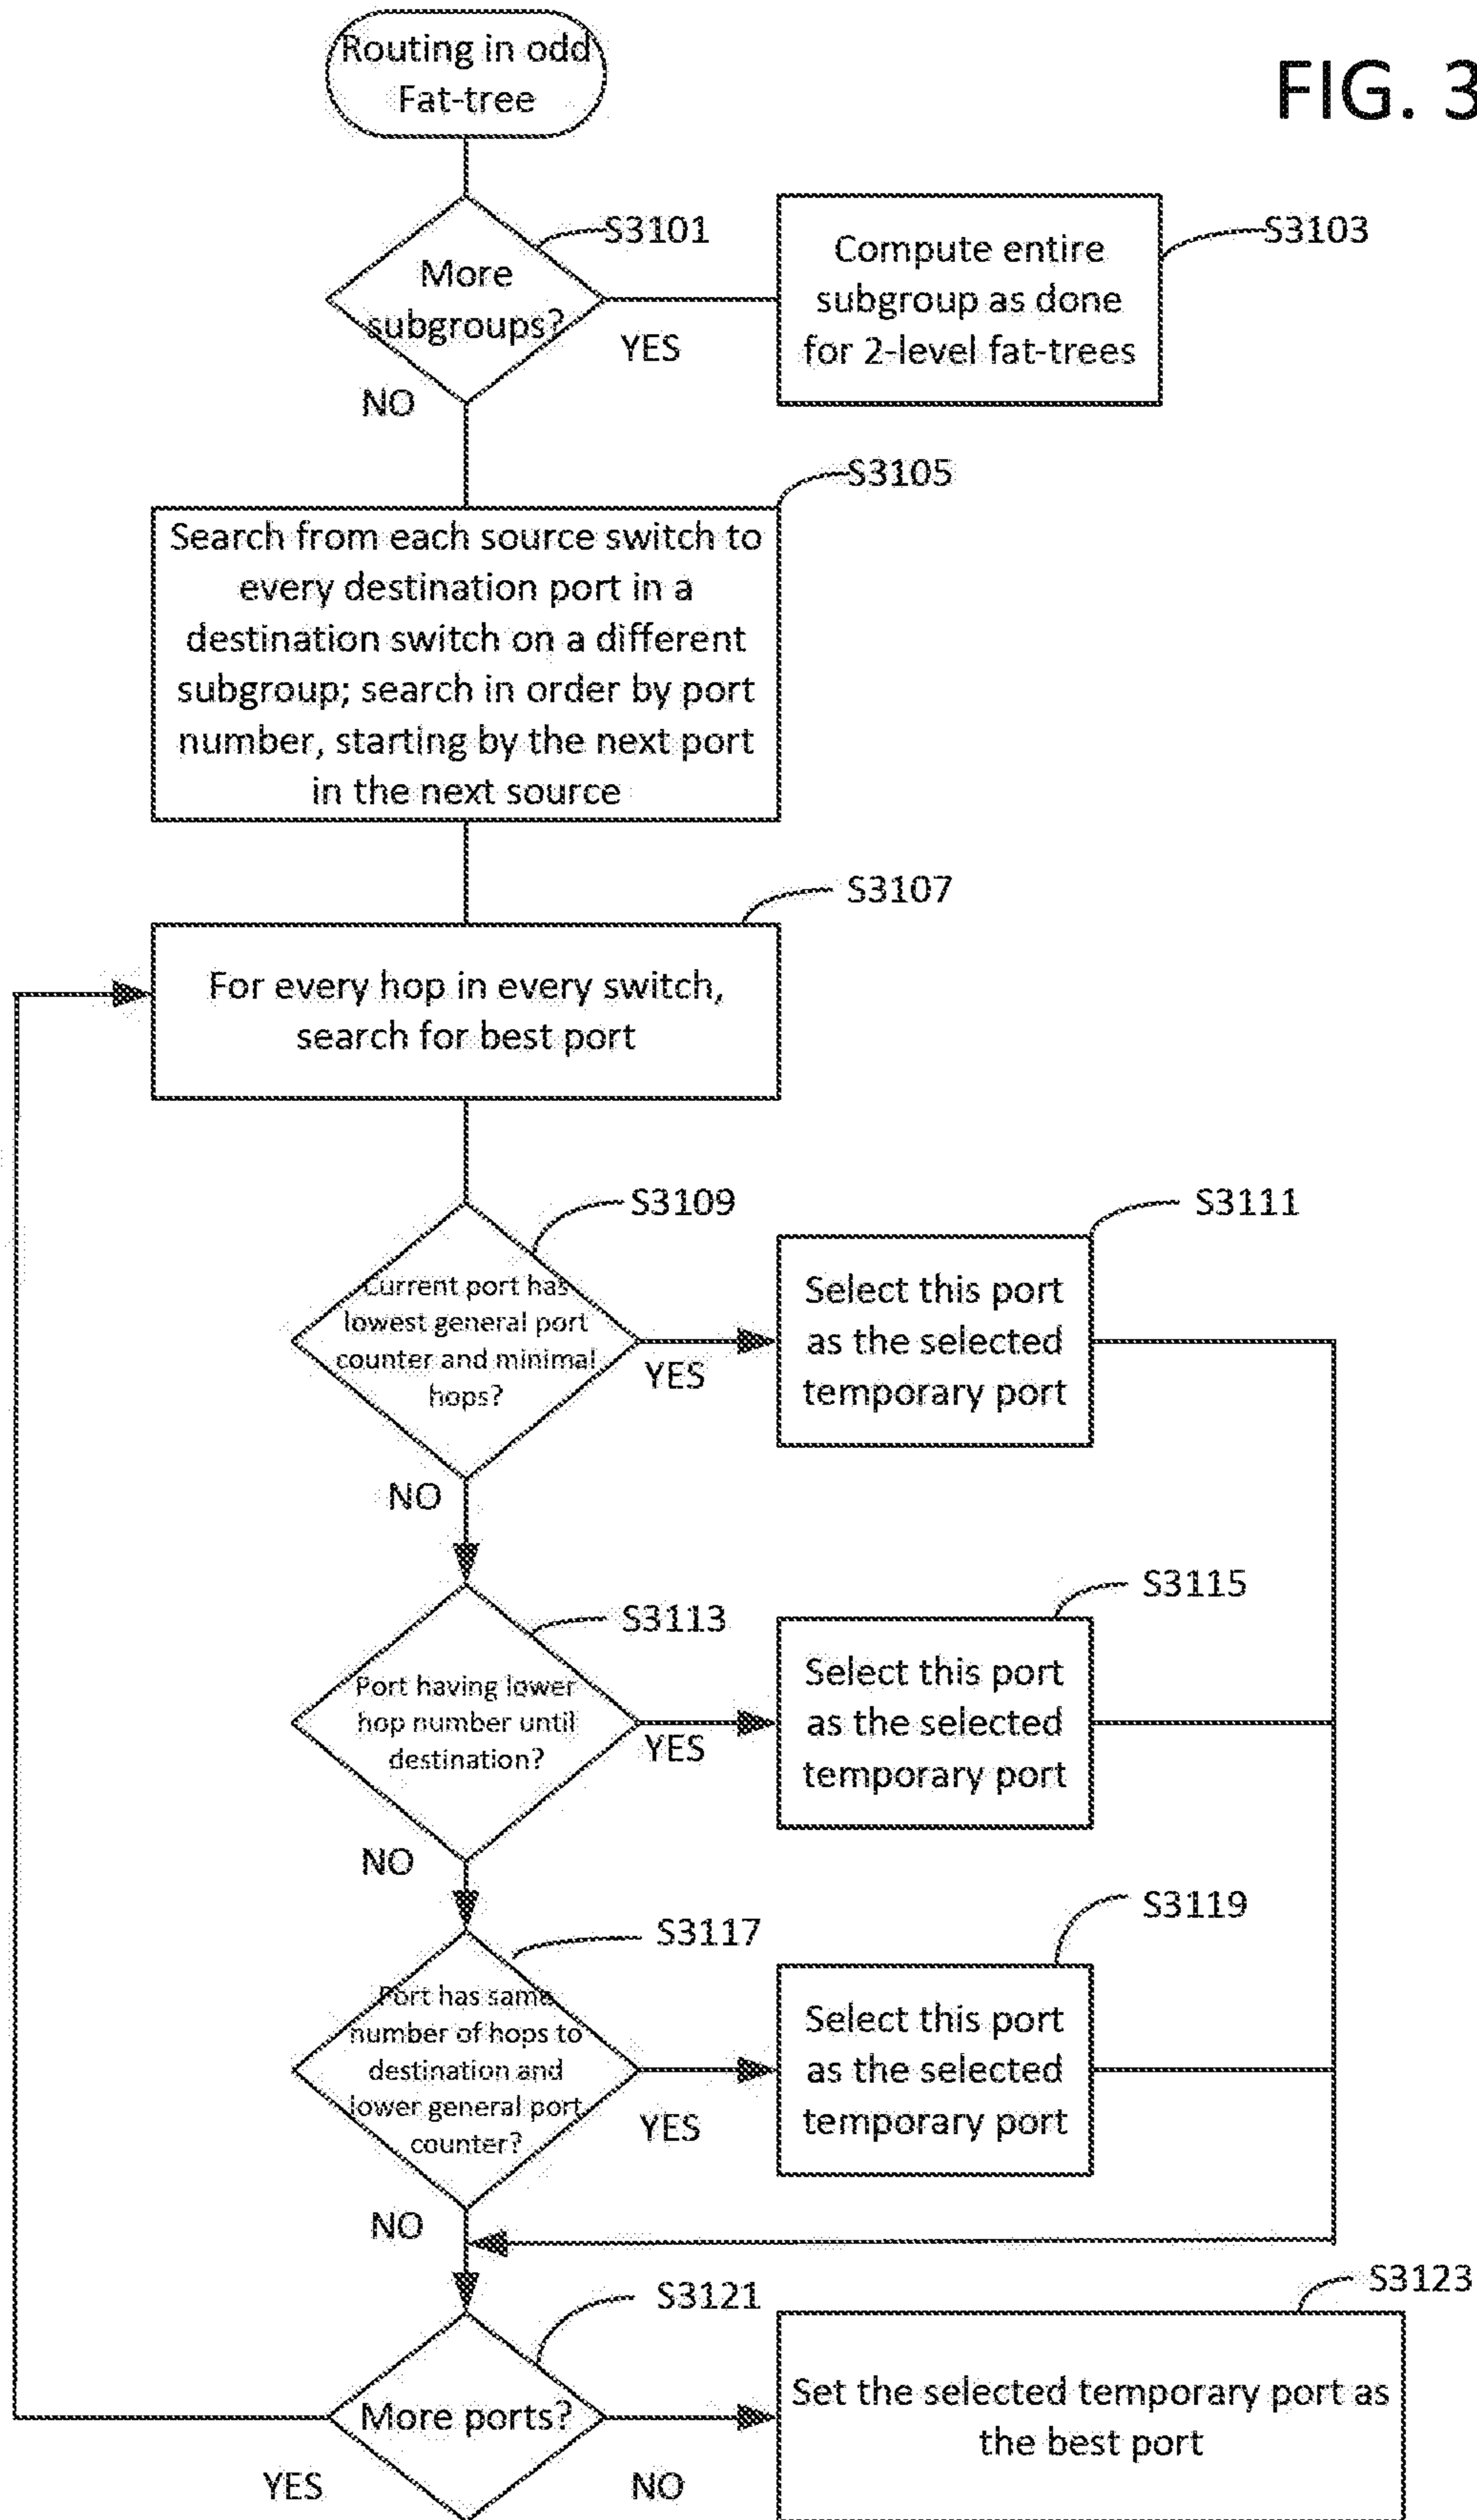 Routing in odd
Fat-tree
FIG. 3
S3101
More
subgroups?
YES
NO
Compute entire
subgroup as done
for 2-level fat-trees
S3103
S3105
Search from each source switch to
every destination port in a
destination switch on a different
subgroup; search in order by port
number, starting by the next port
in the next source
S3107
For every hop in every switch,
search for best port
S3109
Current port has
lowest general port
counter and minimal
hops?
YES
NO
S3111
Select this port
as the selected
temporary port
S3113
Port having lower
hop number until
destination?
YES
NO
S3115
Select this port
as the selected
temporary port
S3117
Port has same
number of hops to
destination and
lower general port
counter?
YES
NO
S3119
Select this port
as the selected
temporary port
S3121
More ports?
YES
NO
S3123
Set the selected temporary port as
the best port